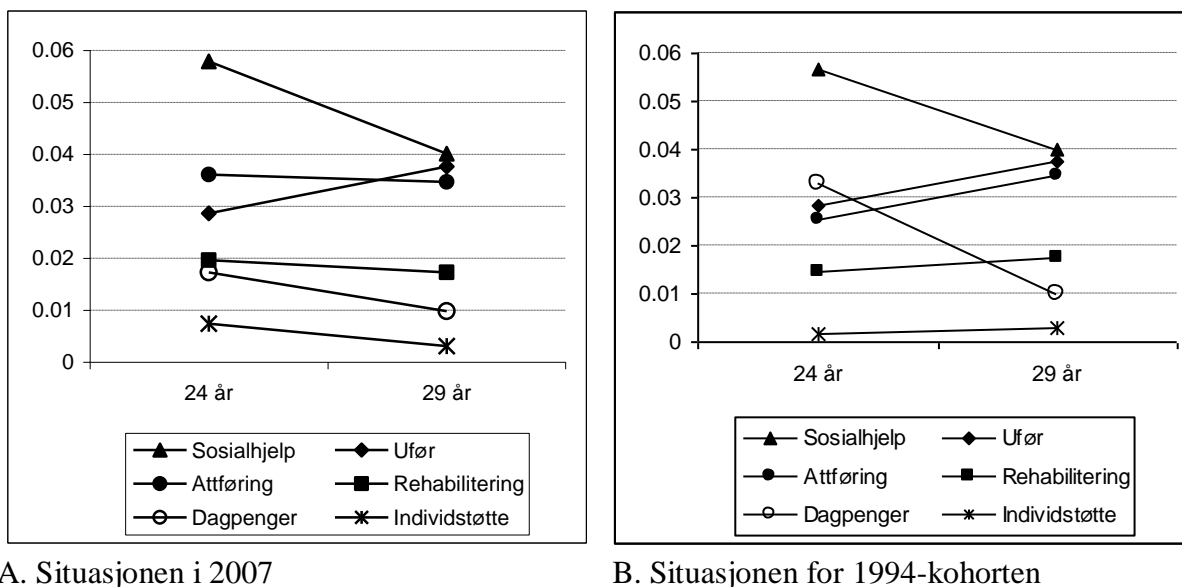 0.06
0.05
0.04
0.03
0.02
0.01
0
24 år 29 år
Sosialhjelp Ufør
Attføring Rehabilitering
Dagpenger Individstøtte
A. Situasjonen i 2007
0.06
0.05
0.04
0.03
0.02
0.01
0
24 år 29 år
Sosialhjelp Ufør
Attføring Rehabilitering
Dagpenger Individstøtte
B. Situasjonen for 1994-kohorten